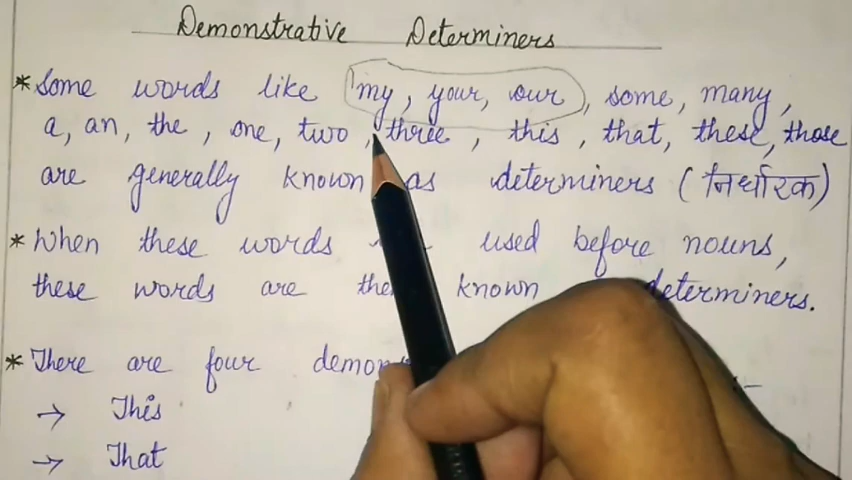 Demonstrative Determiners
* Some words like my, your, our, some, many,
a, an, the, one, two, three, this, that, these, those
are generally known as determiners (निर्धारक)
* When these words used before nouns,
these words are known determiners.
* There are four
→ This
→ That